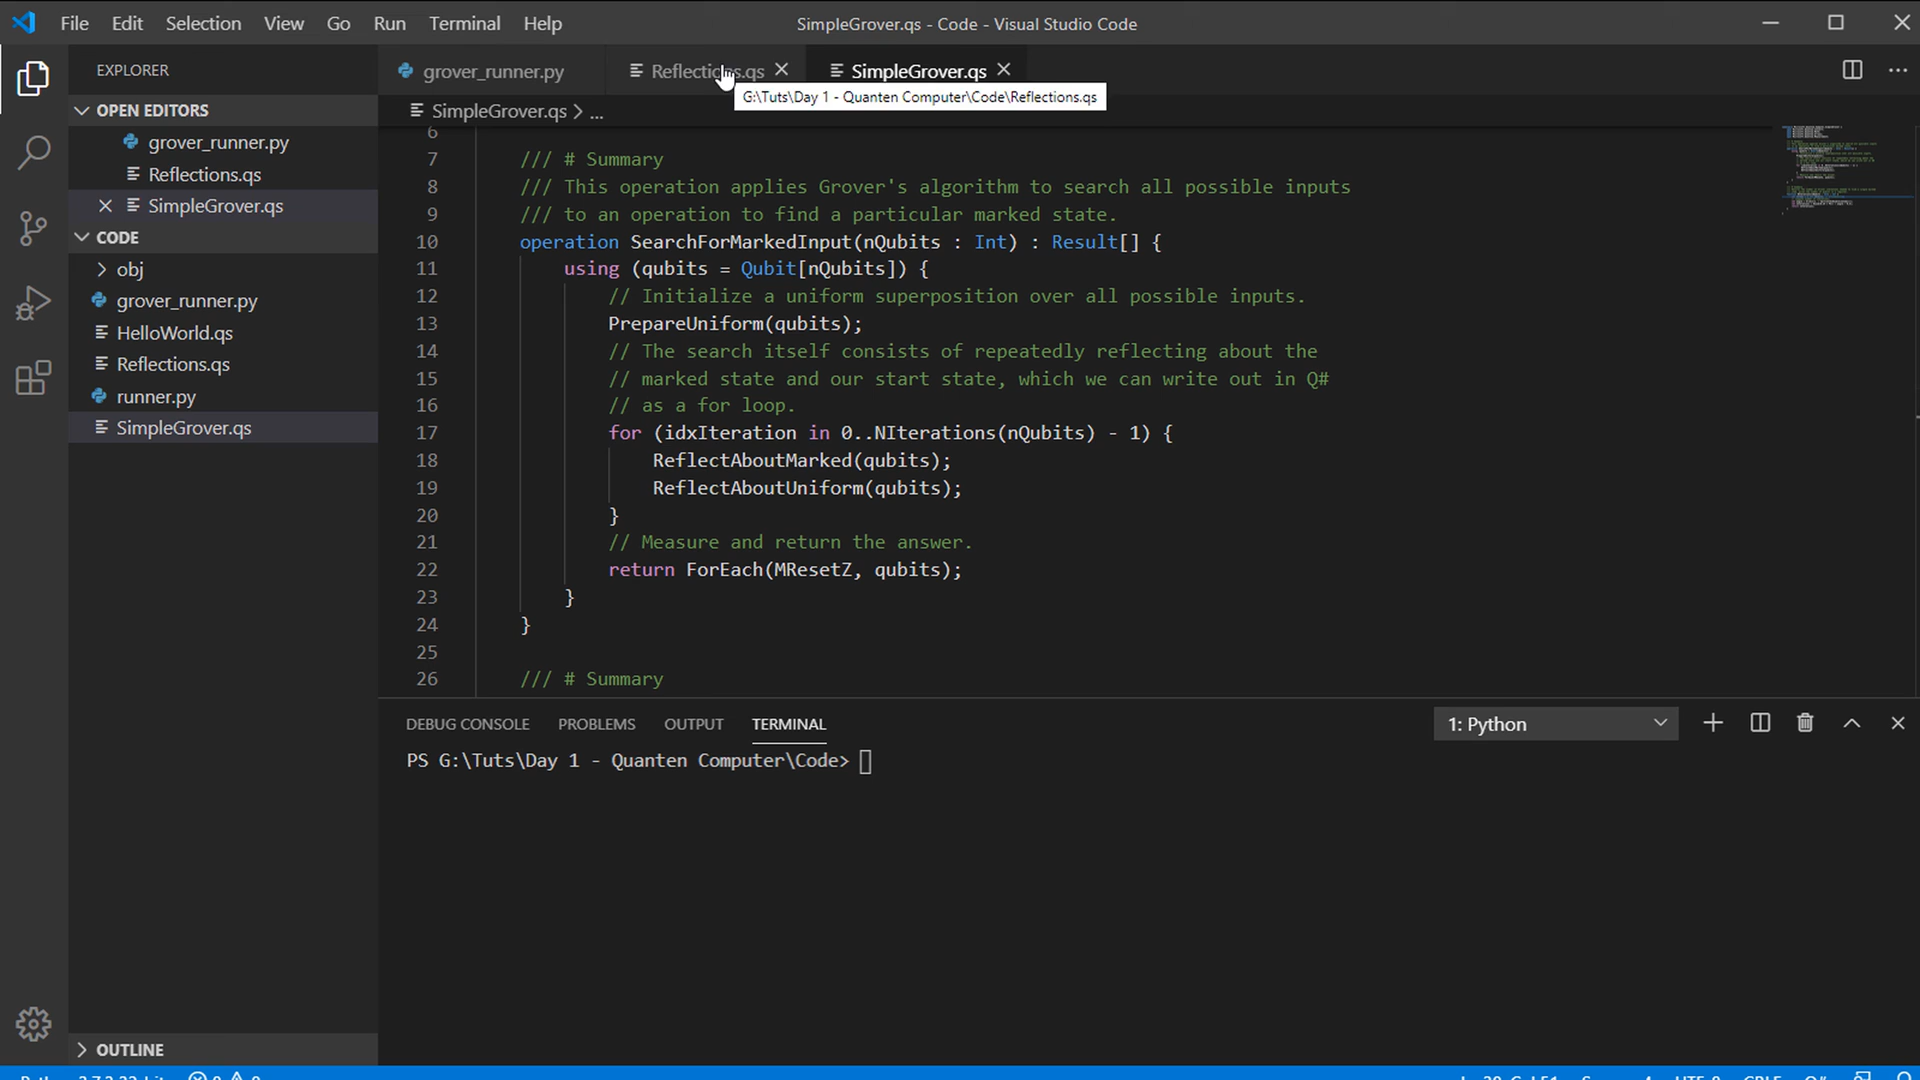 File Edit Selection View Go Run Terminal Help
SimpleGrover.qs - Code - Visual Studio Code
EXPLORER
OPEN EDITORS
grover_runner.py
Reflections.qs
SimpleGrover.qs
CODE
obj
grover_runner.py
HelloWorld.qs
Reflections.qs
runner.py
SimpleGrover.qs
OUTLINE
grover_runner.py Reflections.qs SimpleGrover.qs
G:\Tuts\Day 1 - Quanten Computer\Code\Reflections.qs
SimpleGrover.qs > ...
6
7 /// # Summary
8 /// This operation applies Grover's algorithm to search all possible inputs
9 /// to an operation to find a particular marked state.
10 operation SearchForMarkedInput(nQubits : Int) : Result[] {
11 using (qubits = Qubit[nQubits]) {
12 // Initialize a uniform superposition over all possible inputs.
13 PrepareUniform(qubits);
14 // The search itself consists of repeatedly reflecting about the
15 // marked state and our start state, which we can write out in Q#
16 // as a for loop.
17 for (idxIteration in 0..NIterations(nQubits) - 1) {
18 ReflectAboutMarked(qubits);
19 ReflectAboutUniform(qubits);
20 }
21 // Measure and return the answer.
22 return ForEach(MResetZ, qubits);
23 }
24 }
25
26 /// # Summary
DEBUG CONSOLE PROBLEMS OUTPUT TERMINAL
1: Python
PS G:\Tuts\Day 1 - Quanten Computer\Code>